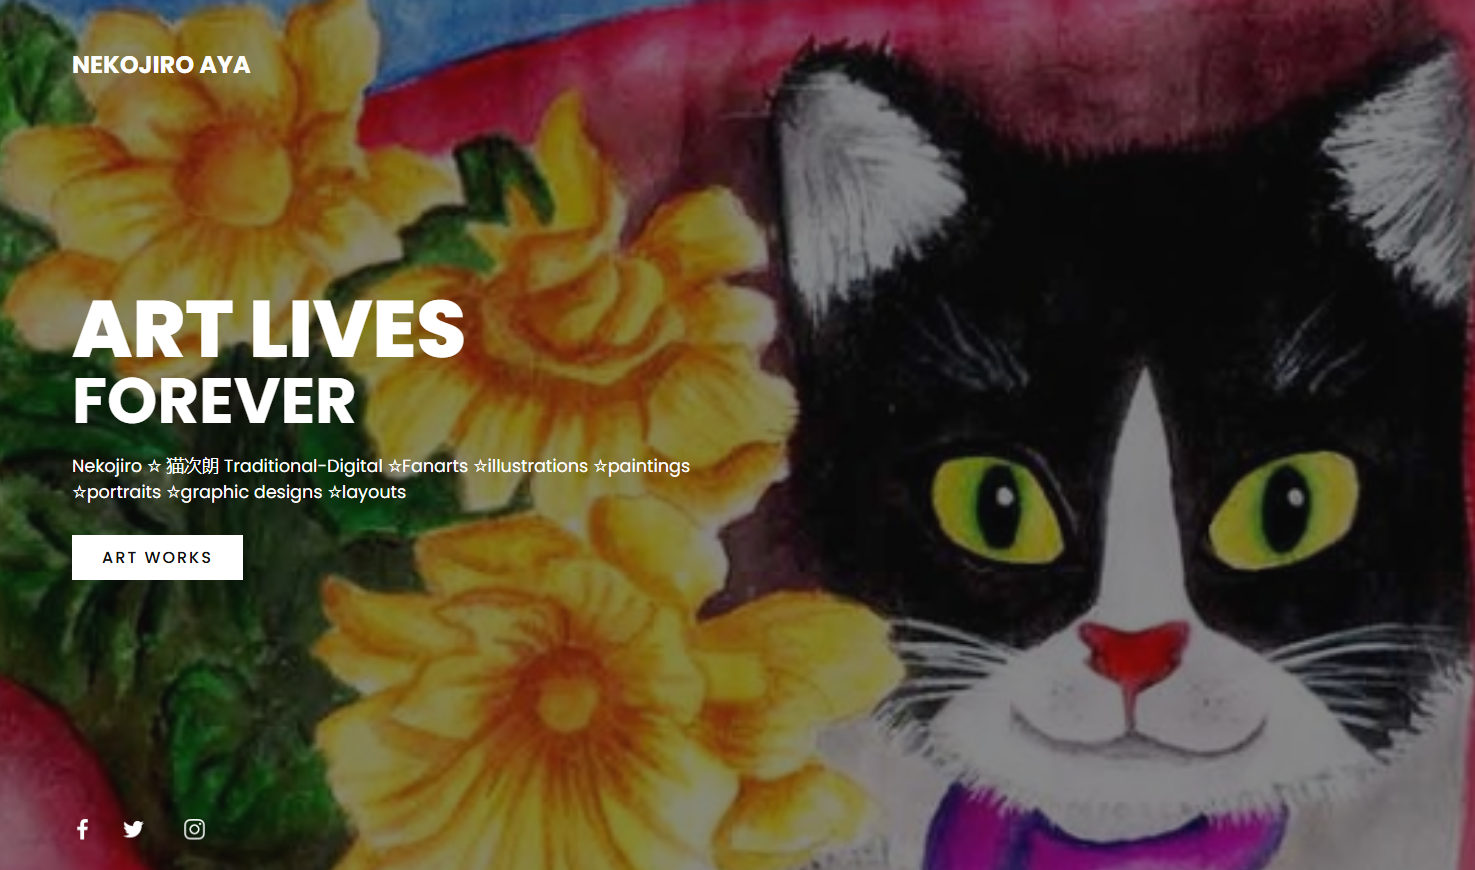 NEKOJIRO AYA
ART LIVES
FOREVER
Nekojiro ☆ 猫次朗 Traditional-Digital ☆Fanarts ☆illustrations ☆paintings
☆portraits ☆graphic designs ☆layouts
ART WORKS